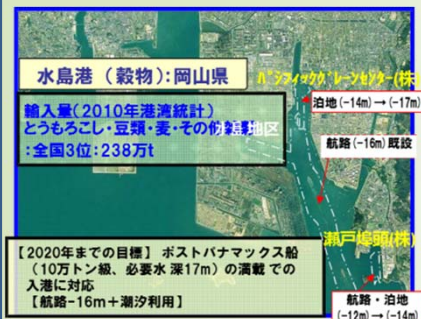 水島港（穀物）：岡山県
パシフィックグレーンセンター(株
泊地(-14m)→(-17m)
輸入量(2010年港湾統計)
とうもろこし・豆類・麦・その他
:全国3位:238万t
水島地区
航路(-16m)既設
瀬戸埠頭(株)
【2020年までの目標】 ポストパナマックス船
（10万トン級、必要水 深17m）の満載 での
入港に対応
【航路-16m＋潮汐利用】
航路・泊地
(-12m)→(-14m)